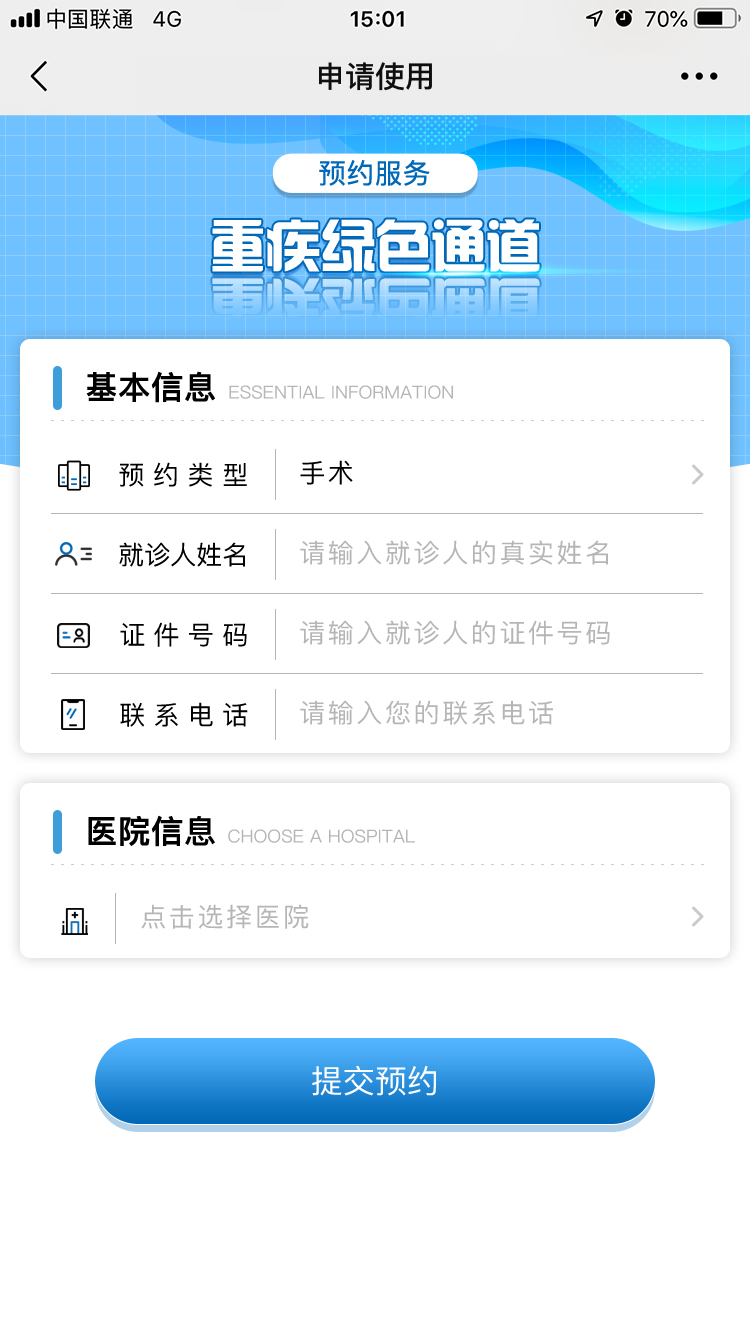 中国联通 4G 15:01 70%
申请使用
预约服务
重疾绿色通道
基本信息 ESSENTIAL INFORMATION
预约类型 手术
就诊人姓名 请输入就诊人的真实姓名
证件号码 请输入就诊人的证件号码
联系电话 请输入您的联系电话
医院信息 CHOOSE A HOSPITAL
点击选择医院
提交预约